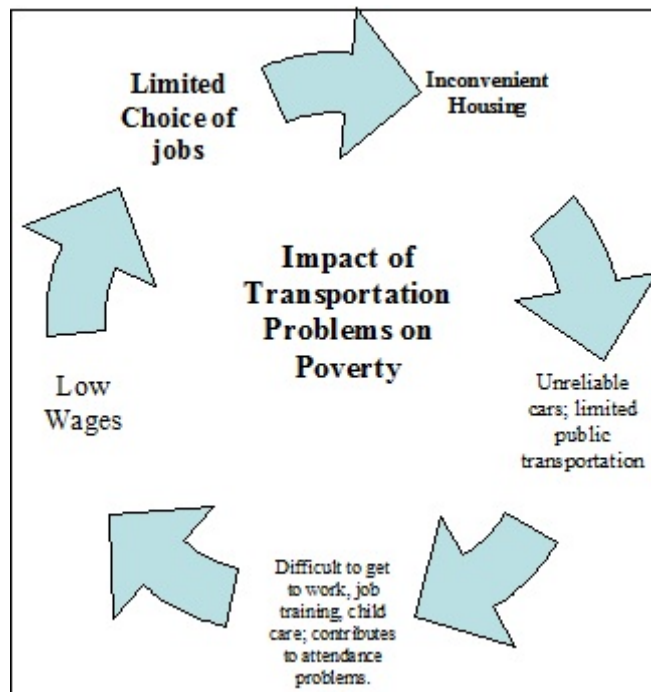 Limited
Choice of
jobs
Inconvenient
Housing
Impact of
Transportation
Problems on
Poverty
Unreliable
cars; limited
public
transportation
Difficult to get
to work, job
training, child
care; contributes
to attendance
problems.
Low
Wages